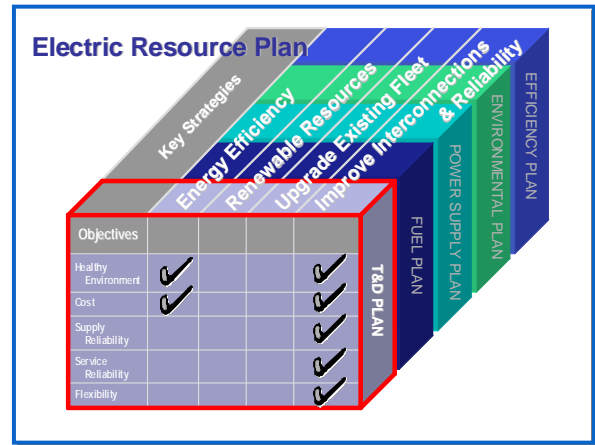 Electric Resource Plan
Key Strategies
Energy Efficiency
Renewable Resources
Upgrade Existing Fleet
Improve Interconnections
& Reliability
Objectives
Healthy
Environment
Cost
Supply
Reliability
Service
Reliability
Flexibility
T&D PLAN
FUEL PLAN
POWER SUPPLY PLAN
ENVIRONMENTAL PLAN
EFFICIENCY PLAN